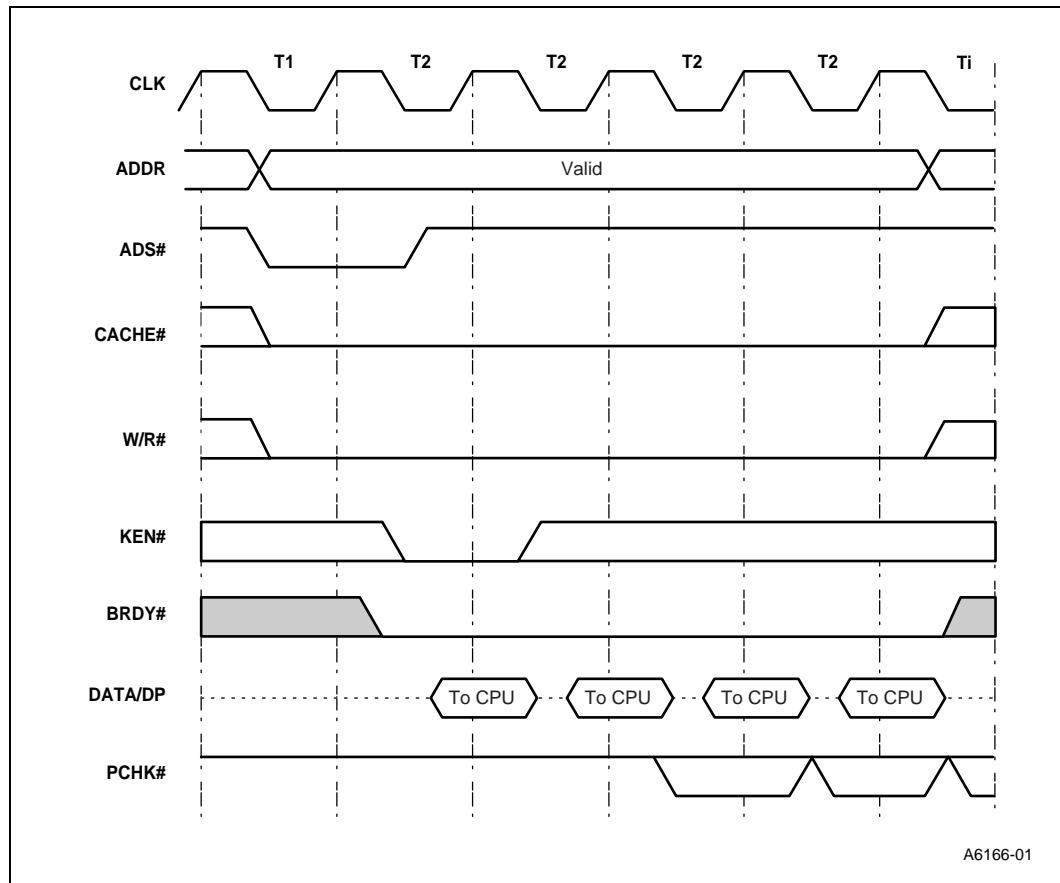 T1 T2 T2 T2 T2 Ti
CLK
ADDR Valid
ADS#
CACHE#
W/R#
KEN#
BRDY#
DATA/DP To CPU To CPU To CPU To CPU
PCHK#
A6166-01